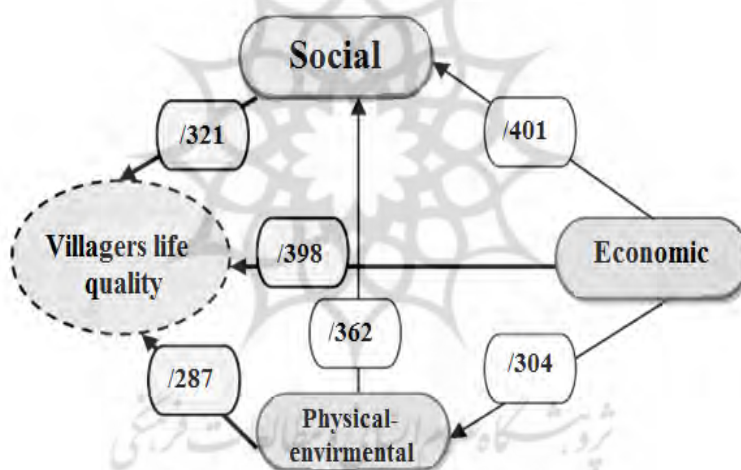 Social
/321
/401
Villagers life
quality
/398
Economic
/362
/287
/304
Physical-
envirmental